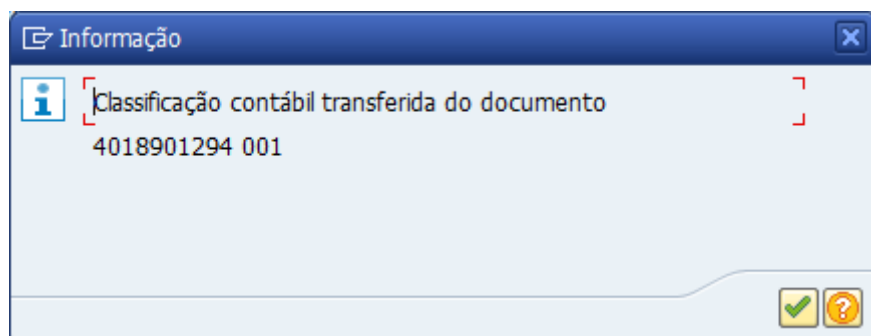 Informação
Classificação contábil transferida do documento
4018901294 001